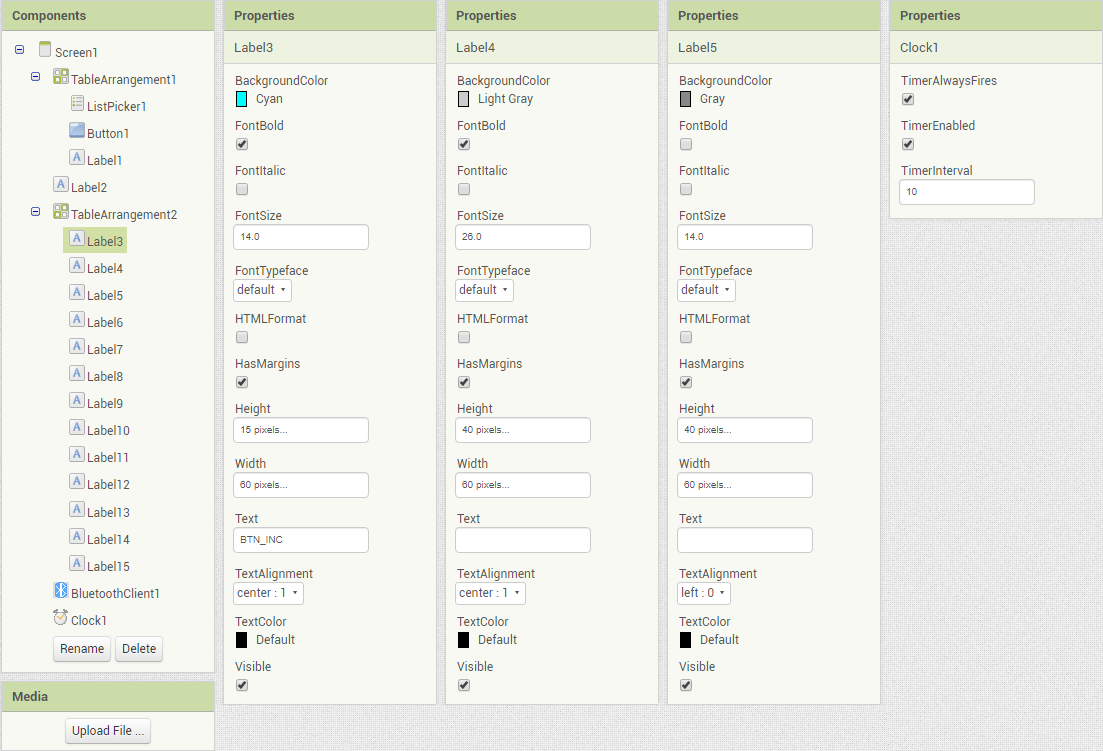 Components
Screen1
TableArrangement1
ListPicker1
Button1
Label1
Label2
TableArrangement2
Label3
Label4
Label5
Label6
Label7
Label8
Label9
Label10
Label11
Label12
Label13
Label14
Label15
BluetoothClient1
Clock1
Rename Delete
Media
Upload File ...
Properties
Label3
BackgroundColor
Cyan
FontBold
FontItalic
FontSize
14.0
FontTypeface
default
HTMLFormat
HasMargins
Height
15 pixels...
Width
60 pixels...
Text
BTN_INC
TextAlignment
center : 1
TextColor
Default
Visible
Properties
Label4
BackgroundColor
Light Gray
FontBold
FontItalic
FontSize
26.0
FontTypeface
default
HTMLFormat
HasMargins
Height
40 pixels...
Width
60 pixels...
Text
TextAlignment
center : 1
TextColor
Default
Visible
Properties
Label5
BackgroundColor
Gray
FontBold
FontItalic
FontSize
14.0
FontTypeface
default
HTMLFormat
HasMargins
Height
40 pixels...
Width
60 pixels...
Text
TextAlignment
left : 0
TextColor
Default
Visible
Properties
Clock1
TimerAlwaysFires
TimerEnabled
TimerInterval
10